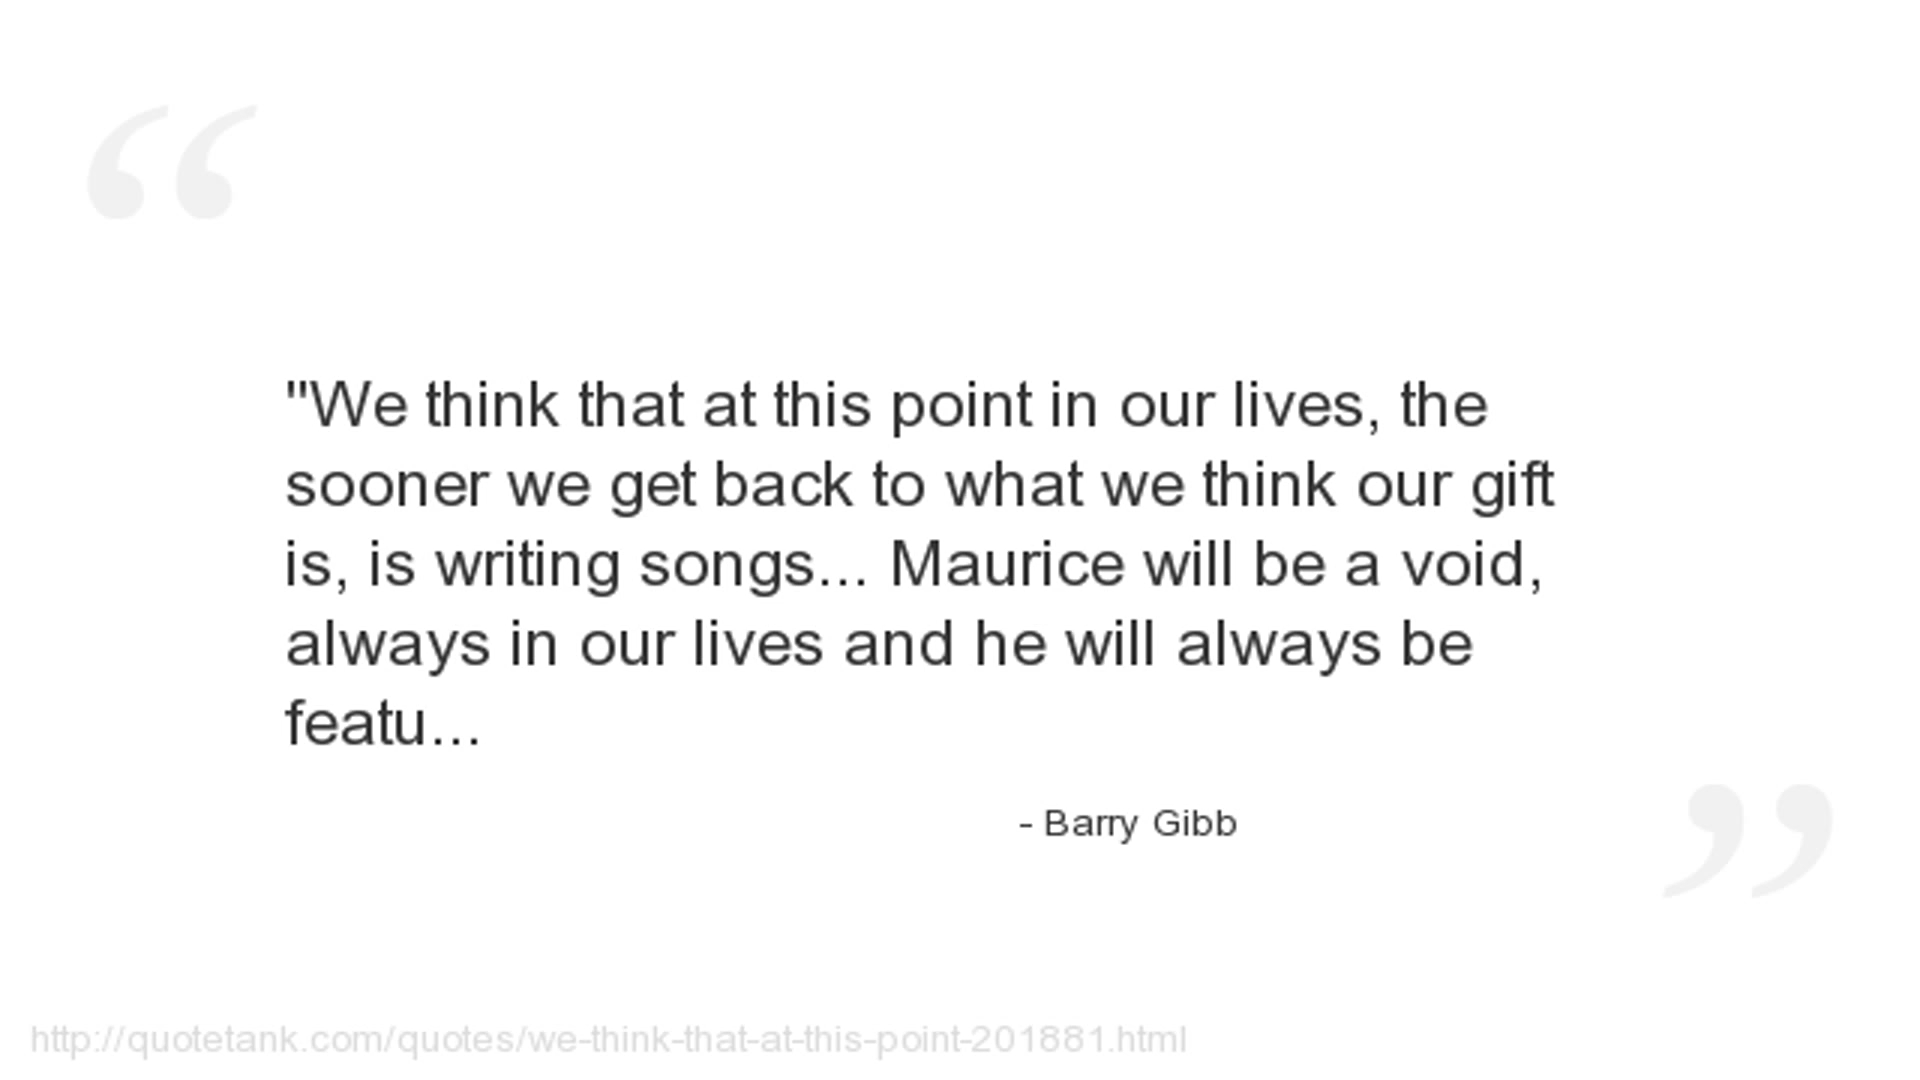 "We think that at this point in our lives, the
sooner we get back to what we think our gift
is, is writing songs... Maurice will be a void,
always in our lives and he will always be
featu...
- Barry Gibb
http://quotetank.com/quotes/we-think-that-at-this-point-201881.html